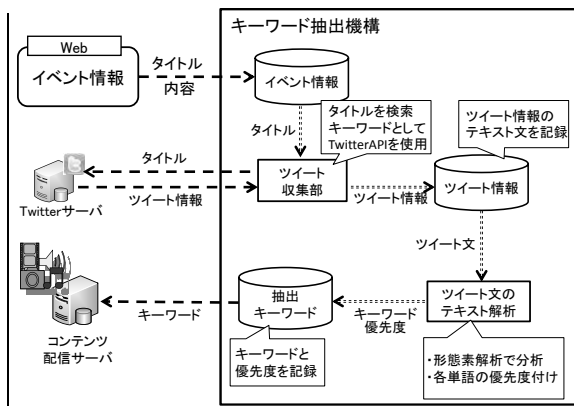 キーワード抽出機構
Web
イベント情報
タイトル
内容
イベント情報
タイトル
タイトルを検索
キーワードとして
TwitterAPIを使用
ツイート情報の
テキスト文を記録
タイトル
ツイート情報
Twitterサーバ
ツイート
収集部
ツイート情報
ツイート情報
ツイート文
コンテンツ
配信サーバ
キーワード
抽出
キーワード
キーワード
優先度
ツイート文の
テキスト解析
キーワードと
優先度を記録
・形態素解析で分析
・各単語の優先度付け